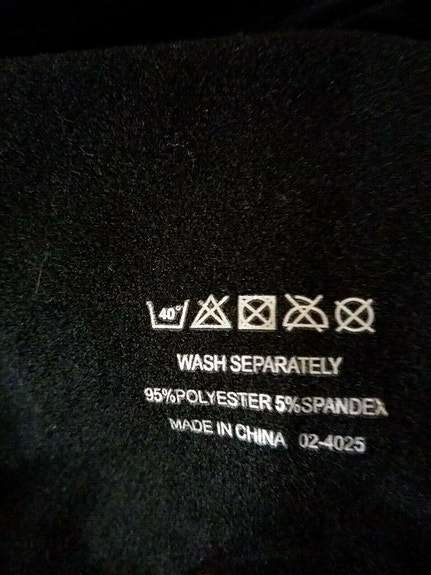 40°
WASH SEPARATELY
95%POLYESTER 5%SPANDEX
MADE IN CHINA 02-4025